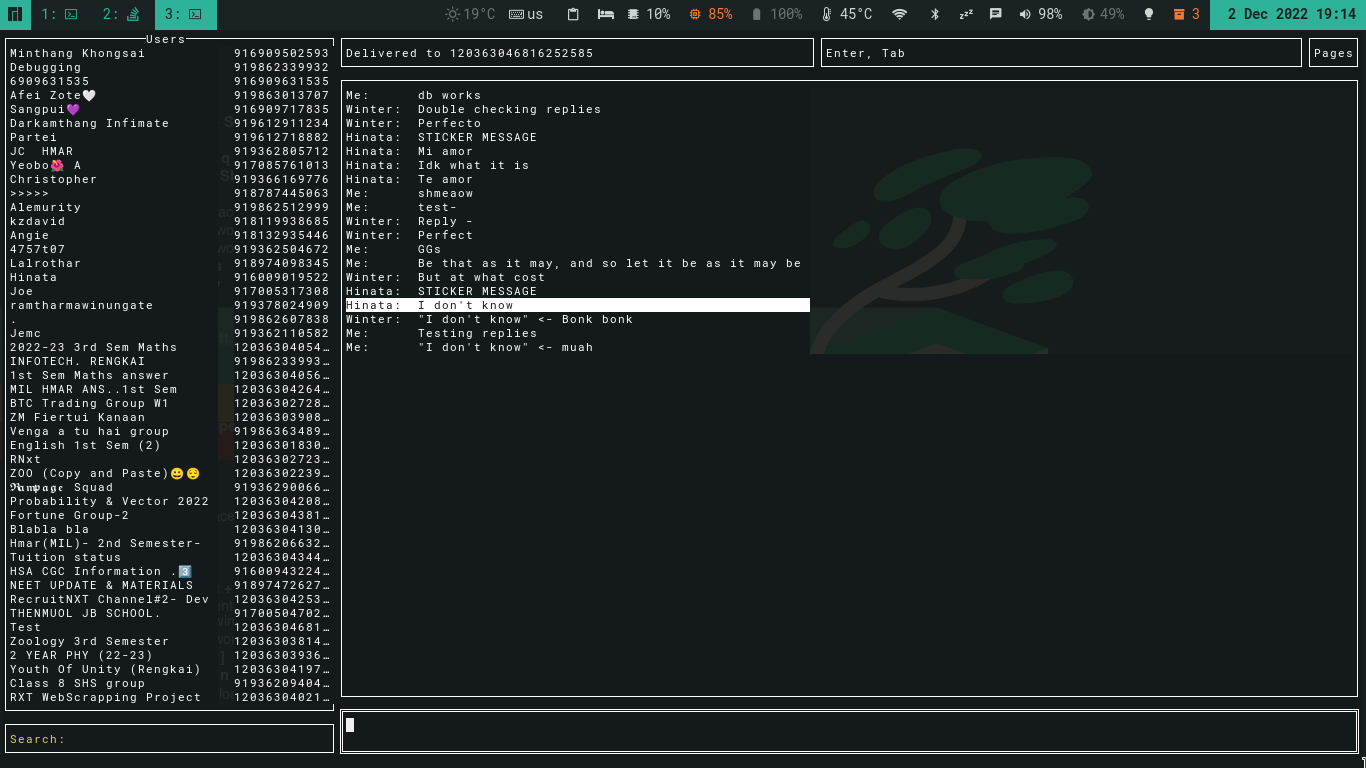 1: 2: 3: 19°C us 10% 85% 100% 45°C zzz 98% 49% 3 2 Dec 2022 19:14
Users
Minthang Khongsai 916909502593
Debugging 919862339932
6909631535 916909631535
Afei Zote🤍 919863013707
Sangpui💜 916909717835
Darkamthang Infimate 919612911234
Partei 919612718882
JC HMAR 919362805712
Yeobo🌺 A 917085761013
Christopher 919366169776
>>>>> 918787445063
Alemurity 919862512999
kzdavid 918119938685
Angie 918132935446
4757t07 919362504672
Lalrothar 918974098345
Hinata 916009019522
Joe 917005317308
ramtharmawinungate 919378024909
. 919862607838
Jemc 919362110582
2022-23 3rd Sem Maths 12036304054…
INFOTECH. RENGKAI 91986233993…
1st Sem Maths answer 12036304056…
MIL HMAR ANS..1st Sem 12036304264…
BTC Trading Group W1 12036302728…
ZM Fiertui Kanaan 12036303908…
Venga a tu hai group 91986363489…
English 1st Sem (2) 12036301830…
RNxt 12036302723…
ZOO (Copy and Paste)😀😌 12036302239…
𝕽𝖆𝖒𝖕𝖆𝖌𝖊 Squad 91936290066…
Probability & Vector 2022 12036304208…
Fortune Group-2 12036304381…
Blabla bla 12036304130…
Hmar(MIL)- 2nd Semester- 91986206632…
Tuition status 12036304344…
HSA CGC Information .3️⃣ 91600943224…
NEET UPDATE & MATERIALS 91897472627…
RecruitNXT Channel#2- Dev 12036304253…
THENMUOL JB SCHOOL. 91700504702…
Test 12036304681…
Zoology 3rd Semester 12036303814…
2 YEAR PHY (22-23) 12036303936…
Youth Of Unity (Rengkai) 12036304197…
Class 8 SHS group 91936209404…
RXT WebScrapping Project 12036304021…
Search:
Delivered to 120363046816252585
Enter, Tab
Pages
Me: db works
Winter: Double checking replies
Winter: Perfecto
Hinata: STICKER MESSAGE
Hinata: Mi amor
Hinata: Idk what it is
Hinata: Te amor
Me: shmeaow
Me: test-
Winter: Reply -
Winter: Perfect
Me: GGs
Me: Be that as it may, and so let it be as it may be
Winter: But at what cost
Hinata: STICKER MESSAGE
Hinata: I don't know
Winter: "I don't know" <- Bonk bonk
Me: Testing replies
Me: "I don't know" <- muah